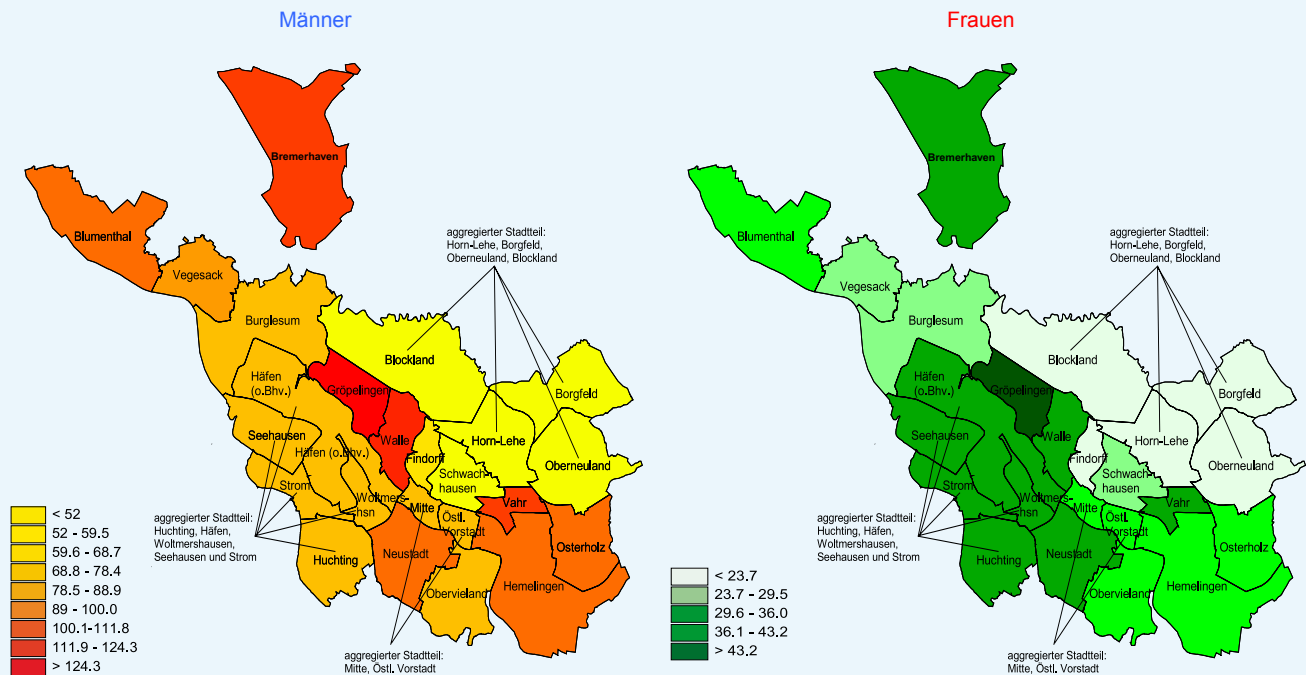 Männer
Bremerhaven
Blumenthal
Vegesack
aggregierter Stadtteil:
Horn-Lehe, Borgfeld,
Oberneuland, Blockland
Burglesum
Blockland
Häfen
(o.Bhv.)
Gröpelingen
Borgfeld
Seehausen
Häfen (o.Bhv.)
Walle
Findorff
Horn-Lehe
Oberneuland
Schwach-
hausen
Strom
Woltmers-
hsn
Mitte
Vahr
Östl.
Vorstadt
aggregierter Stadtteil:
Huchting, Häfen,
Woltmershausen,
Seehausen und Strom
Huchting
Neustadt
Osterholz
Hemelingen
Obervieland
aggregierter Stadtteil:
Mitte, Östl. Vorstadt
< 52
52 - 59.5
59.6 - 68.7
68.8 - 78.4
78.5 - 88.9
89 - 100.0
100.1-111.8
111.9 - 124.3
> 124.3
Frauen
Bremerhaven
Blumenthal
Vegesack
aggregierter Stadtteil:
Horn-Lehe, Borgfeld,
Oberneuland, Blockland
Burglesum
Blockland
Häfen
(o.Bhv.)
Gröpelingen
Borgfeld
Seehausen
Häfen (o.Bhv.)
Walle
Findorff
Horn-Lehe
Oberneuland
Schwach-
hausen
Strom
Woltmers-
hsn
Mitte
Vahr
Östl.
Vorstadt
aggregierter Stadtteil:
Huchting, Häfen,
Woltmershausen,
Seehausen und Strom
Huchting
Neustadt
Osterholz
Hemelingen
Obervieland
aggregierter Stadtteil:
Mitte, Östl. Vorstadt
< 23.7
23.7 - 29.5
29.6 - 36.0
36.1 - 43.2
> 43.2